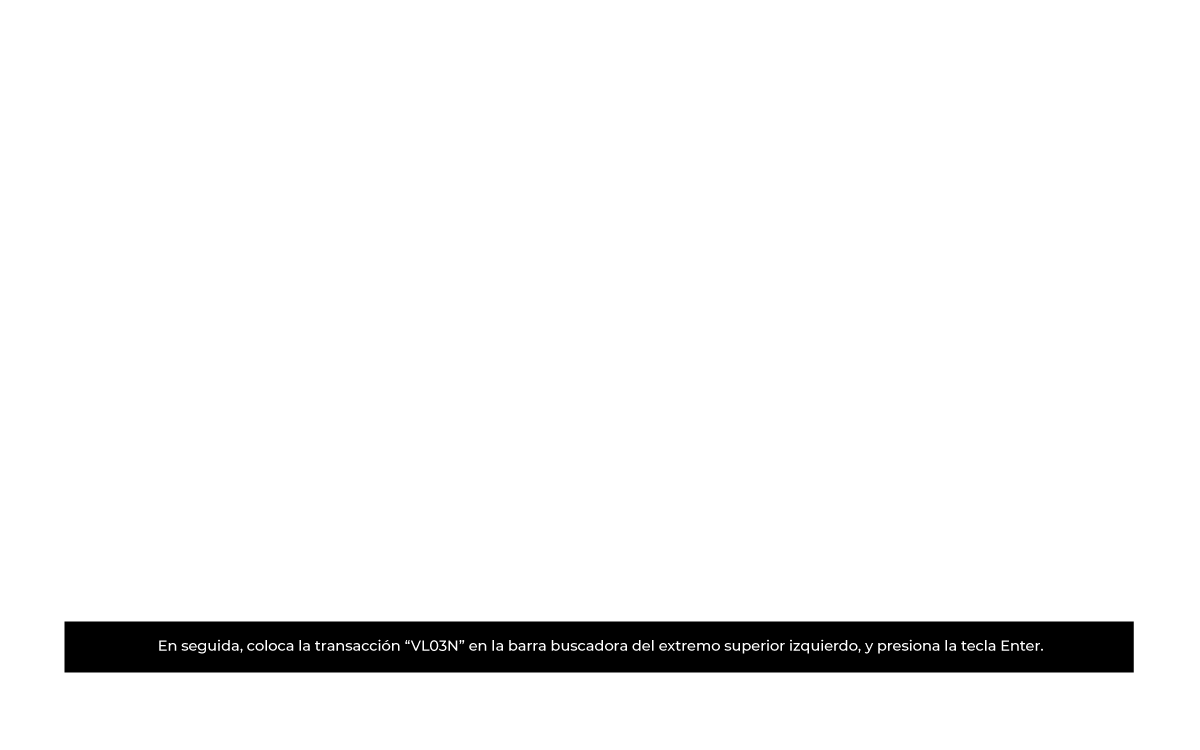 En seguida, coloca la transacción “VL03N” en la barra buscadora del extremo superior izquierdo, y presiona la tecla Enter.